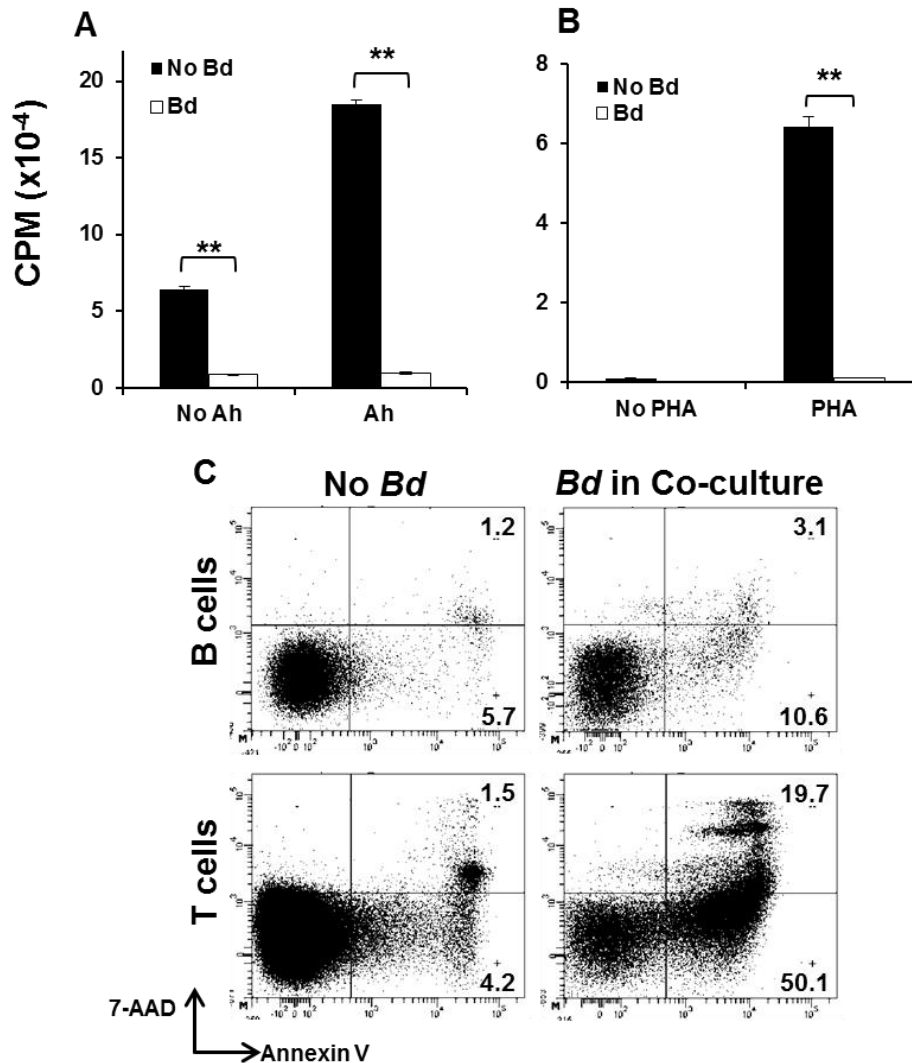 A
B
No Bd
Bd
**
**
CPM (x10-4)
20
15
10
5
0
No Ah
Ah
No Bd
Bd
**
8
6
4
2
0
No PHA
PHA
C
No Bd
Bd in Co-culture
B cells
1.2
5.7
3.1
10.6
T cells
1.5
4.2
19.7
50.1
7-AAD
Annexin V